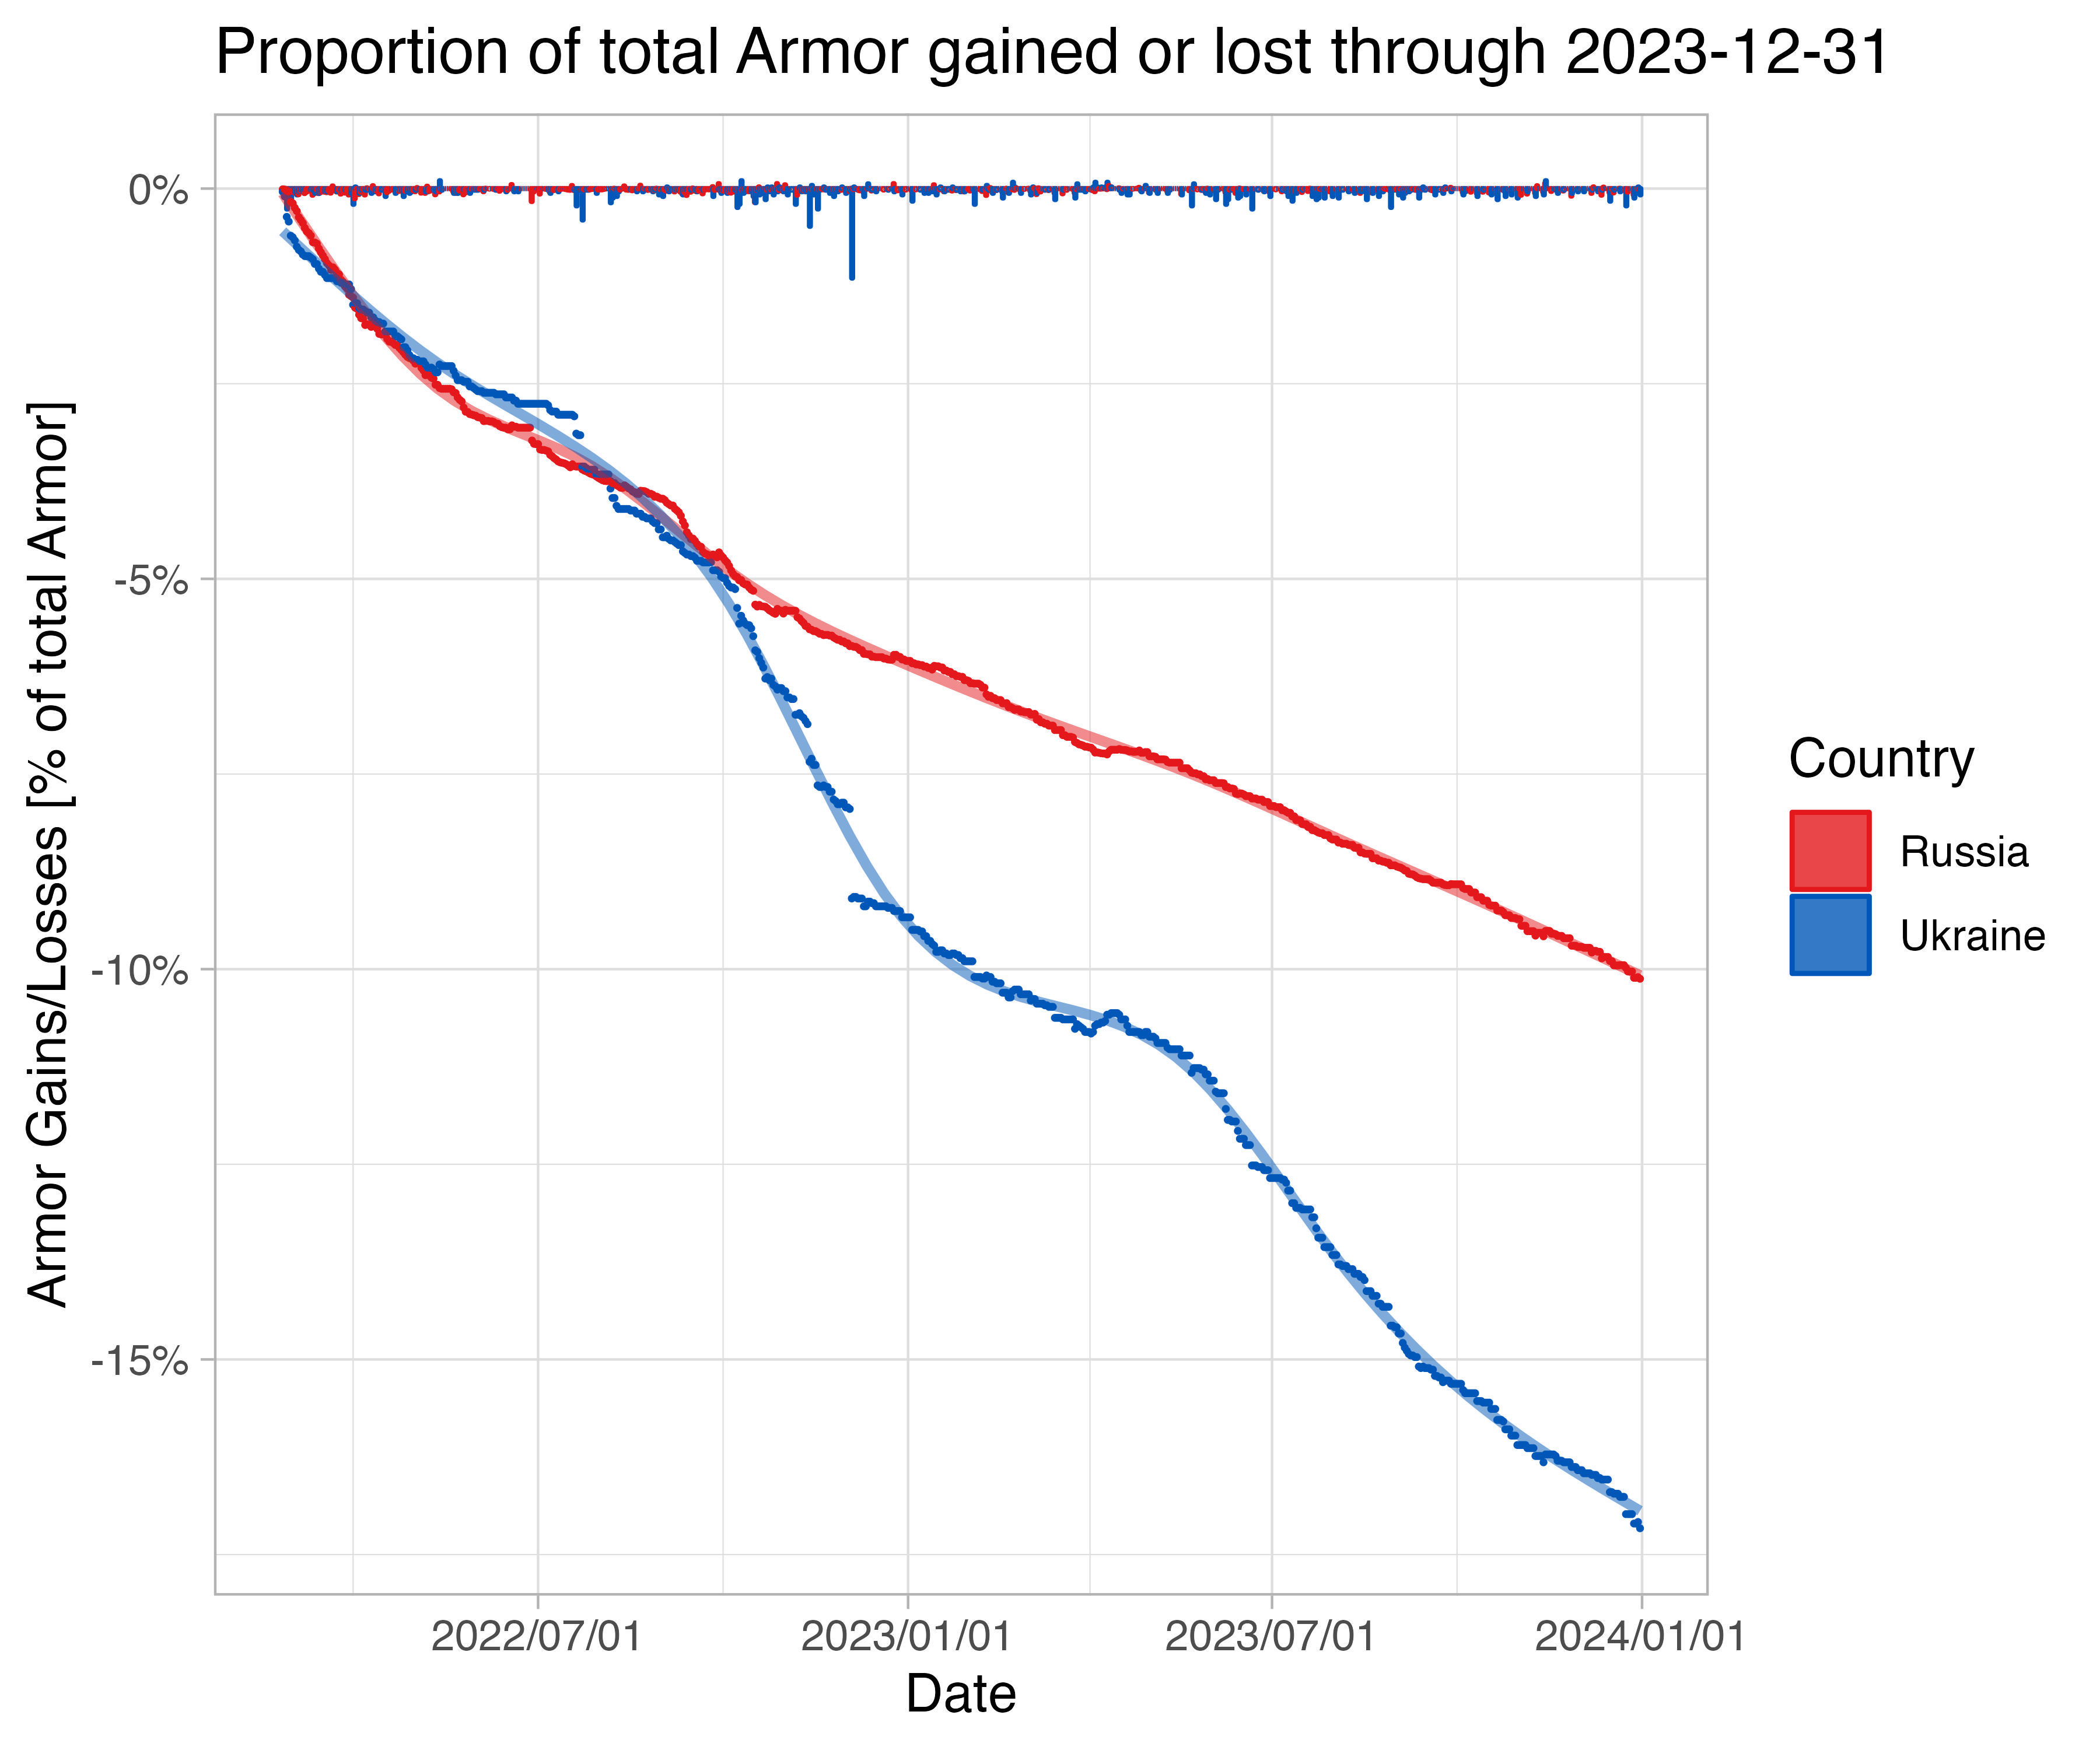 Proportion of total Armor gained or lost through 2023-12-31
Armor Gains/Losses [% of total Armor]
0%
-5%
-10%
-15%
2022/07/01
2023/01/01
2023/07/01
2024/01/01
Date
Country
Russia
Ukraine